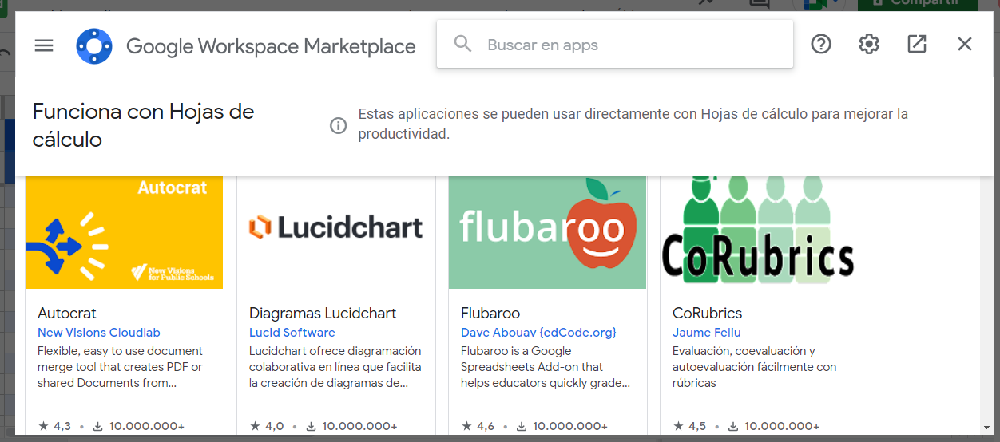 Compartir
Google Workspace Marketplace
Buscar en apps
Funciona con Hojas de
cálculo
Estas aplicaciones se pueden usar directamente con Hojas de cálculo para mejorar la
productividad.
Autocrat
New Visions
for Public Schools
Lucidchart
flubaroo
CoRubrics
Autocrat
New Visions Cloudlab
Flexible, easy to use document
merge tool that creates PDF or
shared Documents from...
4,3 • 10.000.000+
Diagramas Lucidchart
Lucid Software
Lucidchart ofrece diagramación
colaborativa en línea que facilita
la creación de diagramas de...
4,0 • 10.000.000+
Flubaroo
Dave Abouav {edCode.org}
Flubaroo is a Google
Spreadsheets Add-on that
helps educators quickly grade...
4,6 • 10.000.000+
CoRubrics
Jaume Feliu
Evaluación, coevaluación y
autoevaluación fácilmente con
rúbricas
4,5 • 10.000.000+